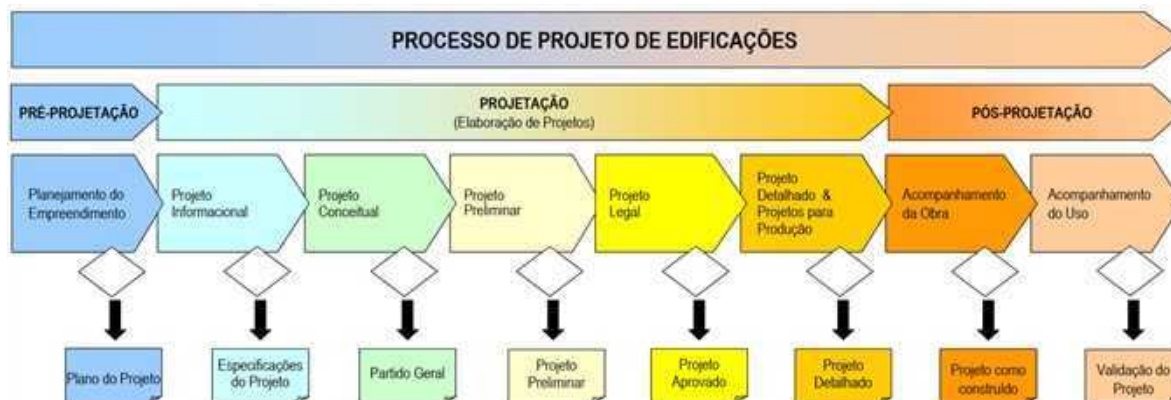 PROCESSO DE PROJETO DE EDIFICAÇÕES
PRÉ-PROJETAÇÃO
PROJETAÇÃO
(Elaboração de Projetos)
PÓS-PROJETAÇÃO
Planejamento do
Empreendimento
Projeto
Informacional
Projeto
Conceitual
Projeto
Preliminar
Projeto
Legal
Projeto
Detalhado &
Projetos para
Produção
Acompanhamento
da Obra
Acompanhamento
do Uso
Plano do Projeto
Especificações
do Projeto
Partido Geral
Projeto
Preliminar
Projeto
Aprovado
Projeto
Detalhado
Projeto como
construído
Validação do
Projeto